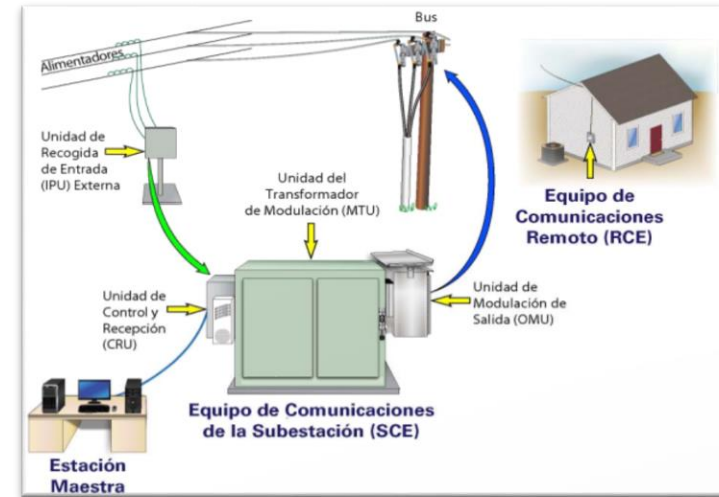 Bus
Alimentadores
Unidad de
Recogida
de Entrada
(IPU) Externa
Unidad del
Transformador
de Modulación (MTU)
Equipo de
Comunicaciones
Remoto (RCE)
Unidad de
Control y
Recepción
(CRU)
Unidad de
Modulación de
Salida (OMU)
Equipo de Comunicaciones
de la Subestación (SCE)
Estación
Maestra